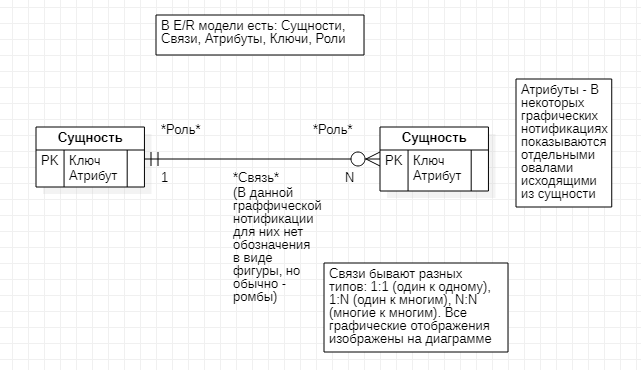 В E/R модели есть: Сущности,
Связи, Атрибуты, Ключи, Роли
Атрибуты - В
некоторых
графических
нотификациях
показываются
отдельными
овалами
исходящими
из сущности
Сущность
PK
Ключ
Атрибут
*Роль*
*Роль*
1
N
*Связь*
(В данной
граффической
нотификации
для них нет
обозначения
в виде
фигуры, но
обычно -
ромбы)
Сущность
PK
Ключ
Атрибут
Связи бывают разных
типов: 1:1 (один к одному),
1:N (один к многим), N:N
(многие к многим). Все
графические отображения
изображены на диаграмме